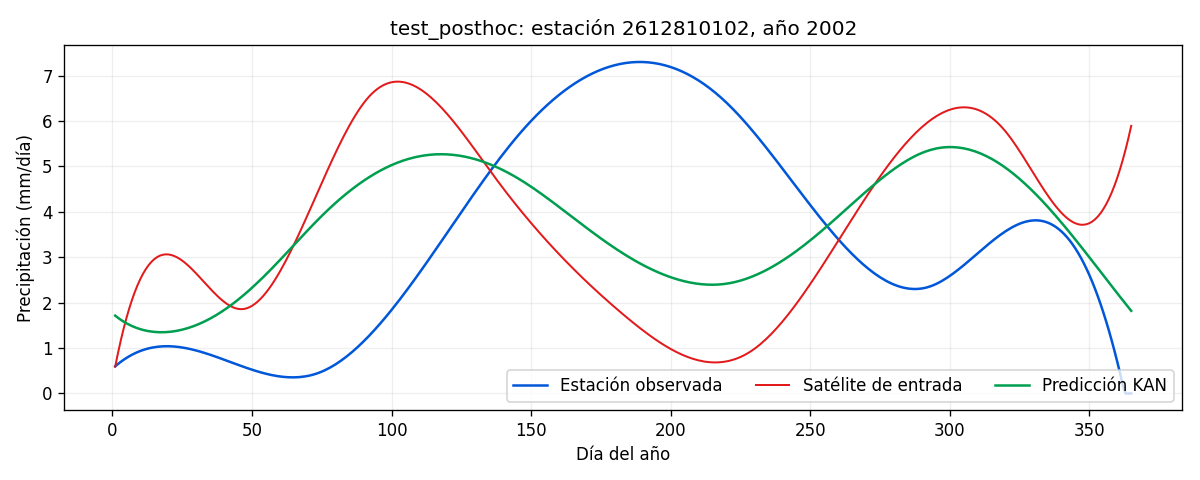 test_posthoc: estación 2612810102, año 2002
Precipitación (mm/día)
7
6
5
4
3
2
1
0
Estación observada
Satélite de entrada
Predicción KAN
0 50 100 150 200 250 300 350
Día del año